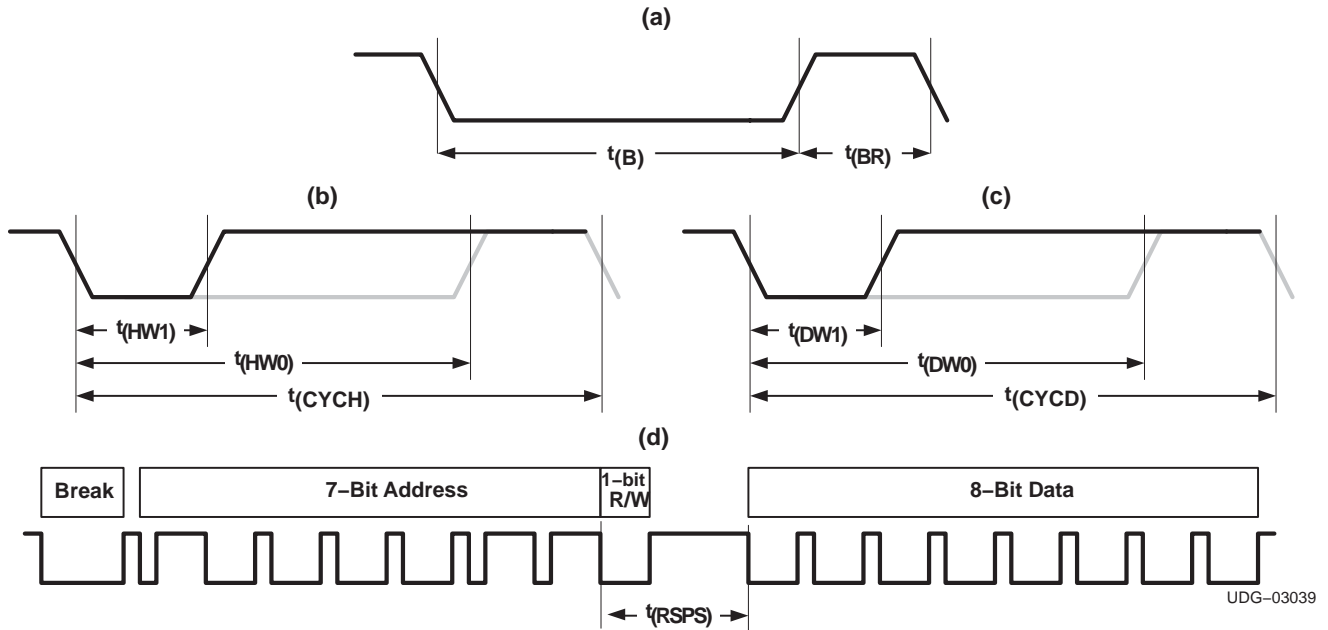 (a)
t(B)
t(BR)
(b)
(c)
t(HW1)
t(DW1)
t(HW0)
t(DW0)
t(CYCH)
t(CYCD)
(d)
Break
7–Bit Address
1–bit
R/W
8–Bit Data
t(RSPS)
UDG–03039